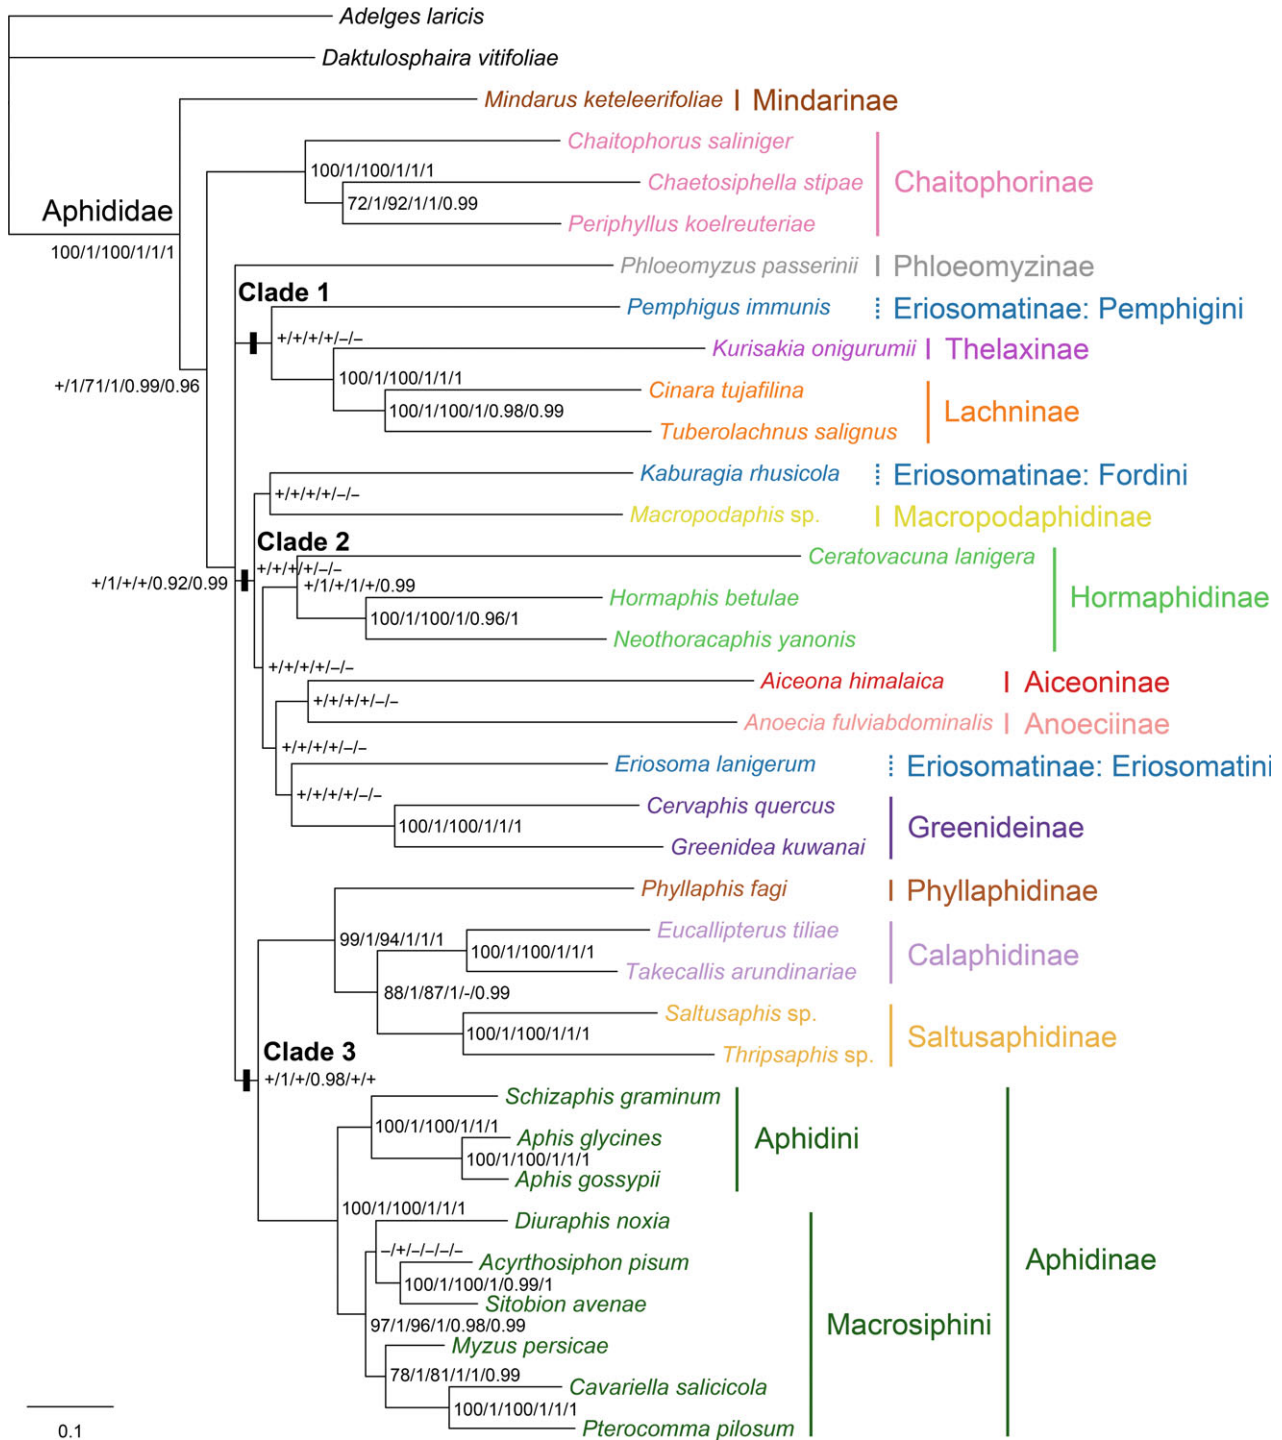 Adelges laricis
Daktulosphaira vitifoliae
Mindarus keteleerifoliae Mindarinae
Chaitophorus saliniger
100/1/100/1/1/1
Chaetosiphella stipae Chaitophorinae
72/1/92/1/1/0.99
Periphyllus koelreuteriae
Aphididae
100/1/100/1/1/1
Phloeomyzus passerinii Phloeomyzinae
Clade 1
Pemphigus immunis Eriosomatinae: Pemphigini
+/+/+/+/–/–
Kurisakia onigurumii Thelaxinae
100/1/100/1/1/1
+/1/71/1/0.99/0.96
Cinara tujafilina
100/1/100/1/0.98/0.99 Lachninae
Tuberolachnus salignus
Kaburagia rhusicola Eriosomatinae: Fordini
+/+/+/+/–/–
Macropodaphis sp. Macropodaphidinae
Clade 2
Ceratovacuna lanigera
+/+/+/+/–/–
+/1/+/+/0.92/0.99
+/1/+/1/+/0.99
Hormaphis betulae Hormaphidinae
100/1/100/1/0.96/1
Neothoracaphis yanonis
+/+/+/+/–/–
Aiceona himalaica Aiceoninae
+/+/+/+/–/–
Anoecia fulviabdominalis Anoeciinae
+/+/+/+/–/–
Eriosoma lanigerum Eriosomatinae: Eriosomatini
+/+/+/+/–/–
Cervaphis quercus
100/1/100/1/1/1 Greenideinae
Greenidea kuwanai
Phyllaphis fagi Phyllaphidinae
Eucallipterus tiliae
99/1/94/1/1/1
100/1/100/1/1/1 Calaphidinae
Takecallis arundinariae
88/1/87/1/-/0.99
Saltusaphis sp.
100/1/100/1/1/1 Saltusaphidinae
Thripsaphis sp.
Clade 3
+/1/+/0.98/+/+
Schizaphis graminum
100/1/100/1/1/1
Aphis glycines Aphidini
100/1/100/1/1/1
Aphis gossypii
100/1/100/1/1/1
Diuraphis noxia
–/+/–/–/–/–
Acyrthosiphon pisum Aphidinae
100/1/100/1/0.99/1
Sitobion avenae
97/1/96/1/0.98/0.99 Macrosiphini
Myzus persicae
78/1/81/1/1/0.99
Cavariella salicicola
100/1/100/1/1/1
Pterocomma pilosum
0.1